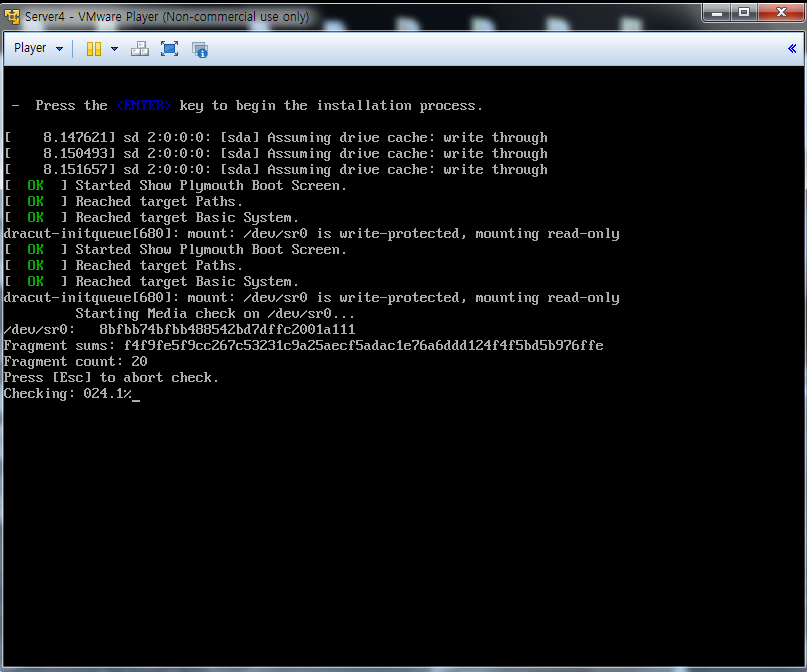 Server4 - VMware Player (Non-commercial use only)
Player
- Press the <ENTER> key to begin the installation process.
[    8.147621] sd 2:0:0:0: [sda] Assuming drive cache: write through
[    8.150493] sd 2:0:0:0: [sda] Assuming drive cache: write through
[    8.151657] sd 2:0:0:0: [sda] Assuming drive cache: write through
[  OK  ] Started Show Plymouth Boot Screen.
[  OK  ] Reached target Paths.
[  OK  ] Reached target Basic System.
dracut-initqueue[680]: mount: /dev/sr0 is write-protected, mounting read-only
[  OK  ] Started Show Plymouth Boot Screen.
[  OK  ] Reached target Paths.
[  OK  ] Reached target Basic System.
dracut-initqueue[680]: mount: /dev/sr0 is write-protected, mounting read-only
         Starting Media check on /dev/sr0...
/dev/sr0:   8bfbb74bfbb488542bd7dffc2001a111
Fragment sums: f4f9fe5f9cc267c53231c9a25aecf5adac1e76a6ddd124f4f5bd5b976ffe
Fragment count: 20
Press [Esc] to abort check.
Checking: 024.1%_